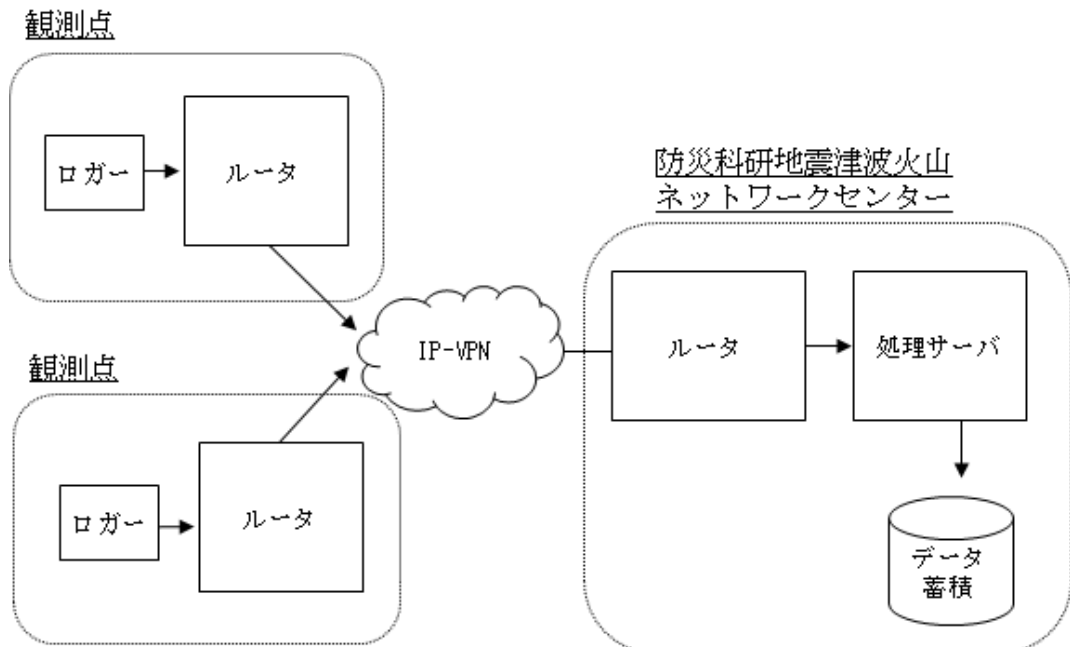 観測点
ロガー
ルータ
観測点
ロガー
ルータ
IP-VPN
防災科研地震津波火山
ネットワークセンター
ルータ
処理サーバ
データ
蓄積